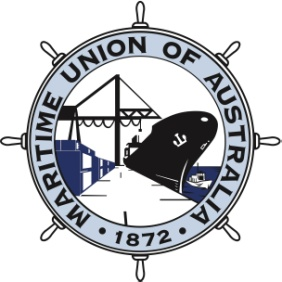 MARITIME UNION OF AUSTRALIA
• 1872 •